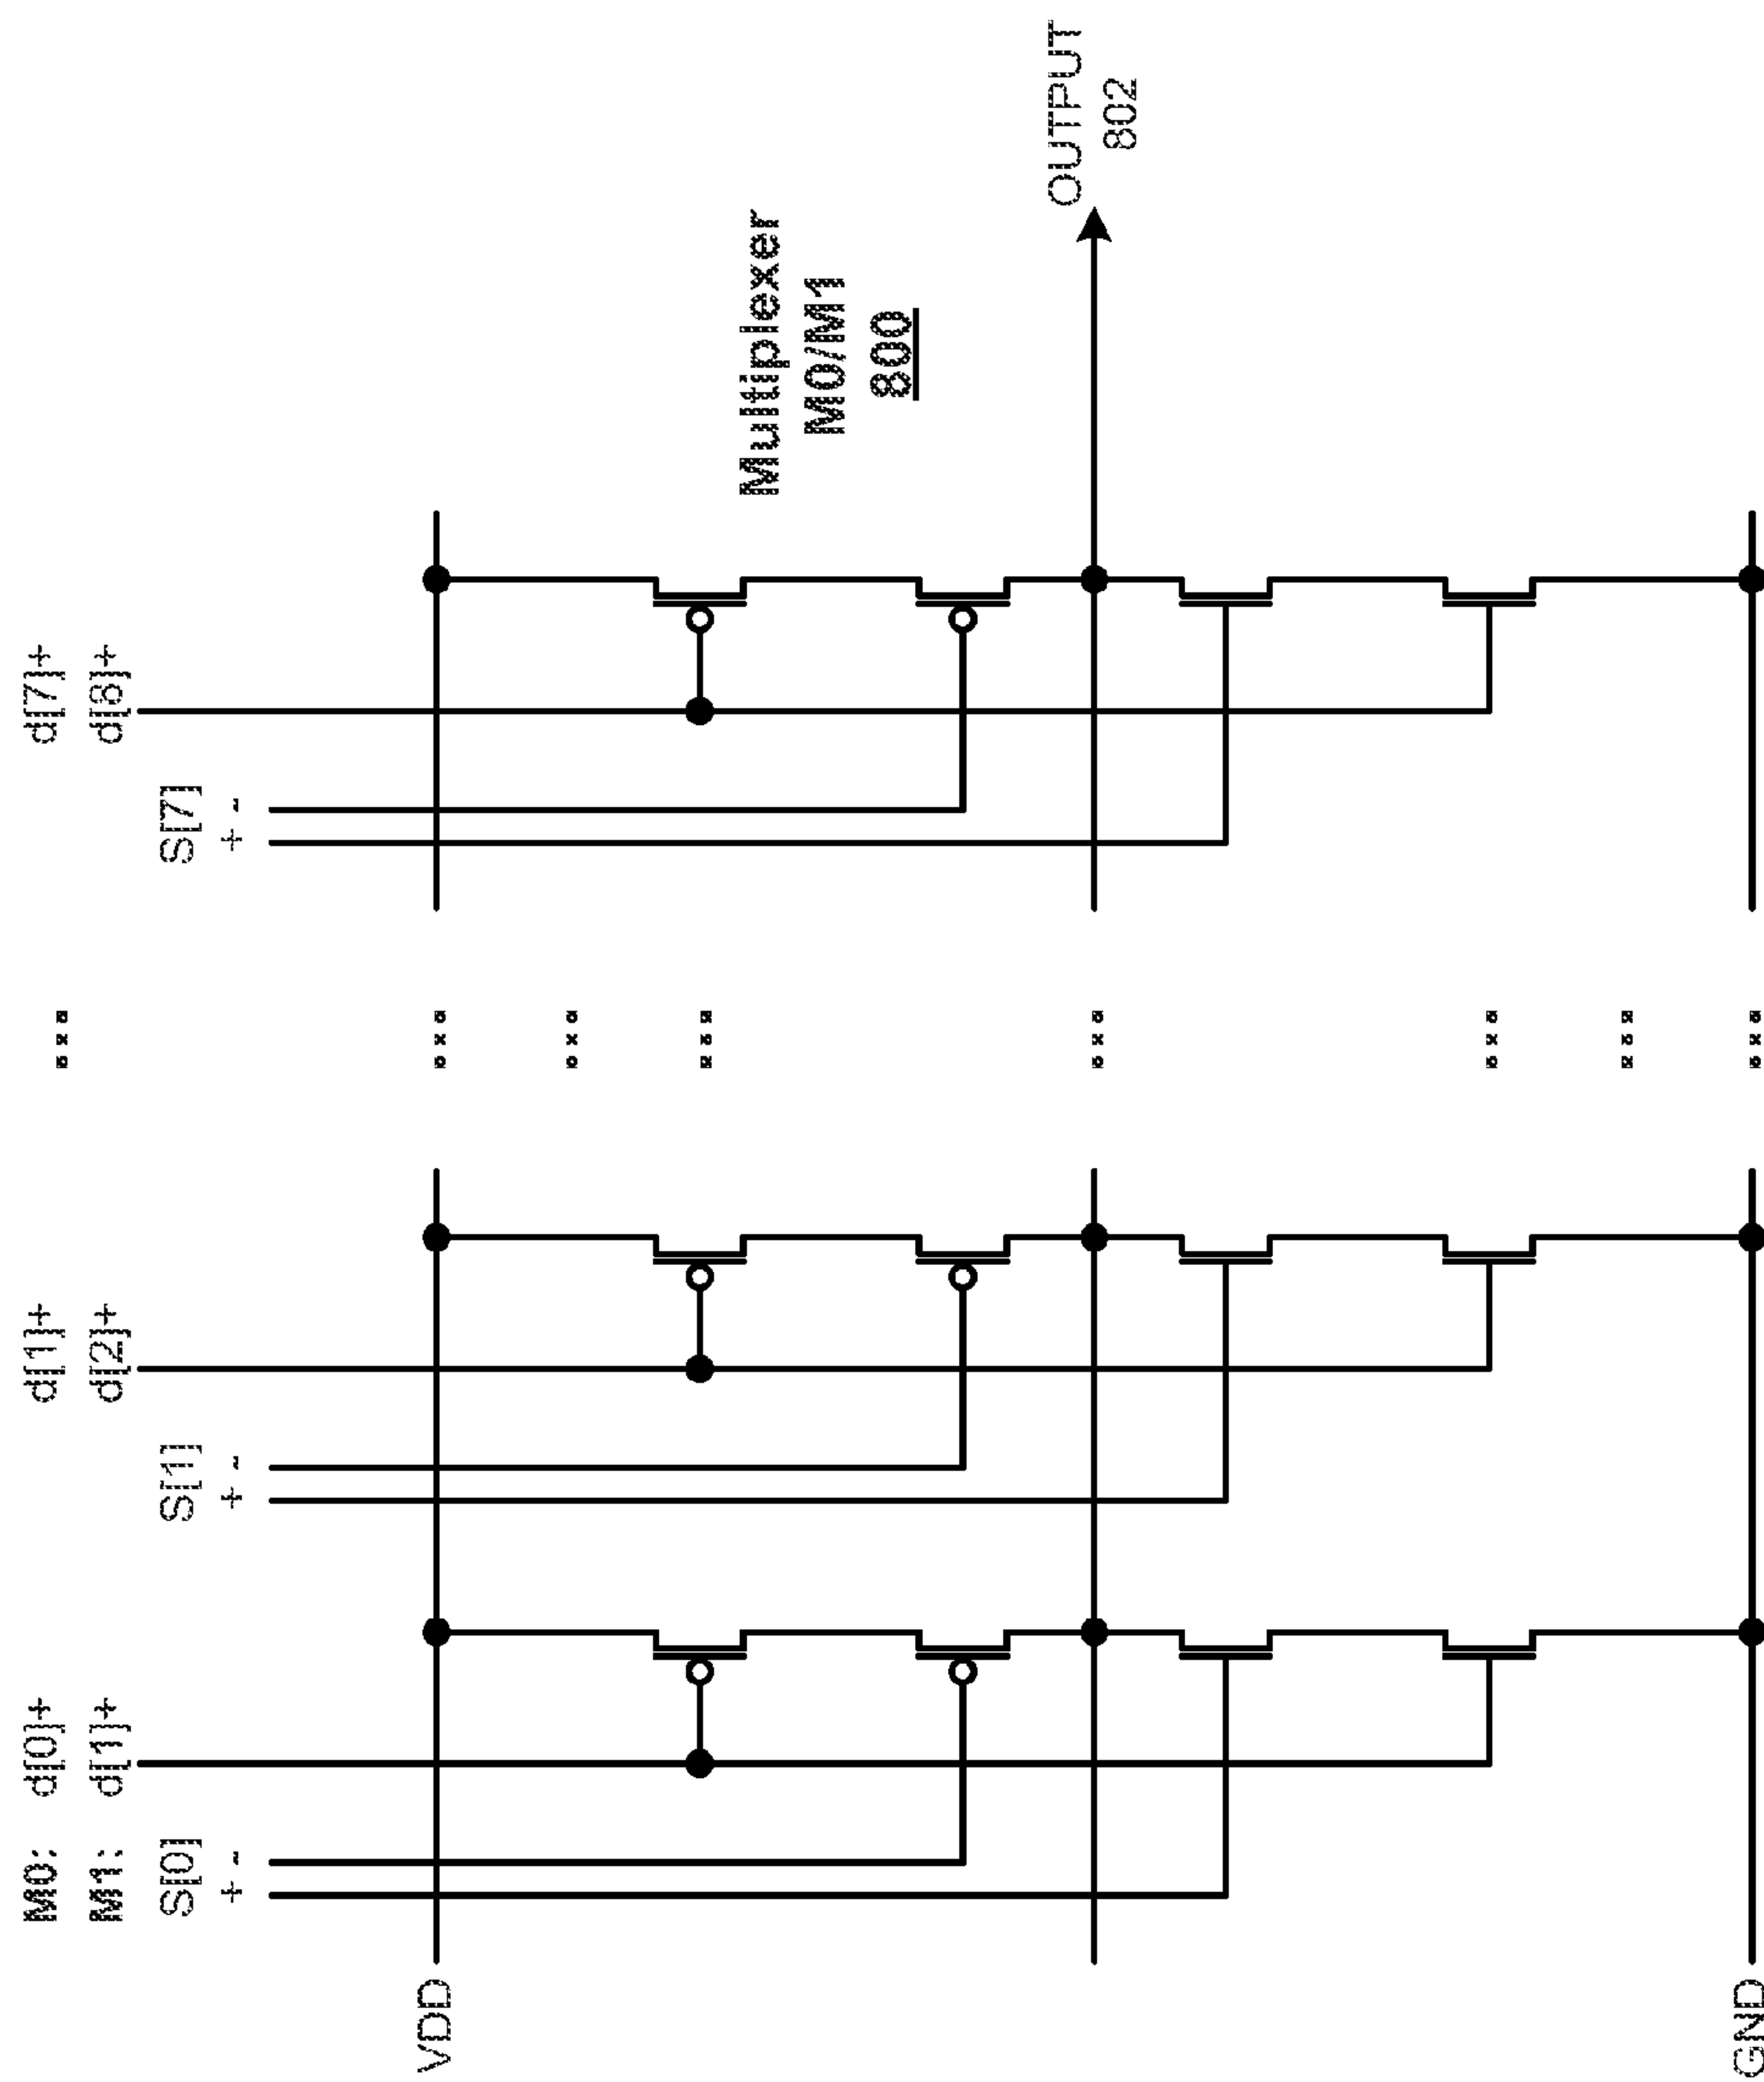 M0: d[0]+ d[1]+ d[7]+
M1: d[1]+ d[2]+ d[8]+
S[0] S[1] S[7]
+ - + - + -
VDD
Multiplexer
M0/M1
800
OUTPUT
802
GND